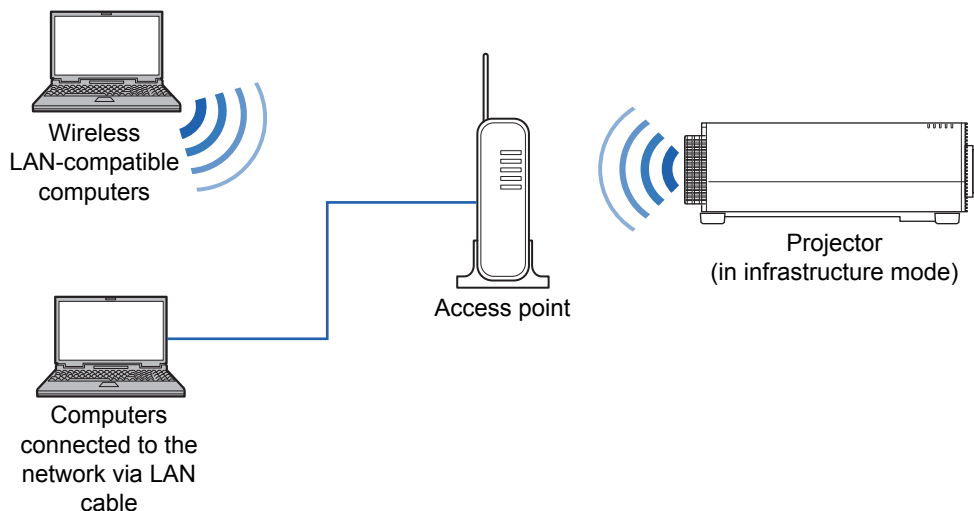 Wireless
LAN-compatible
computers
Access point
Projector
(in infrastructure mode)
Computers
connected to the
network via LAN
cable